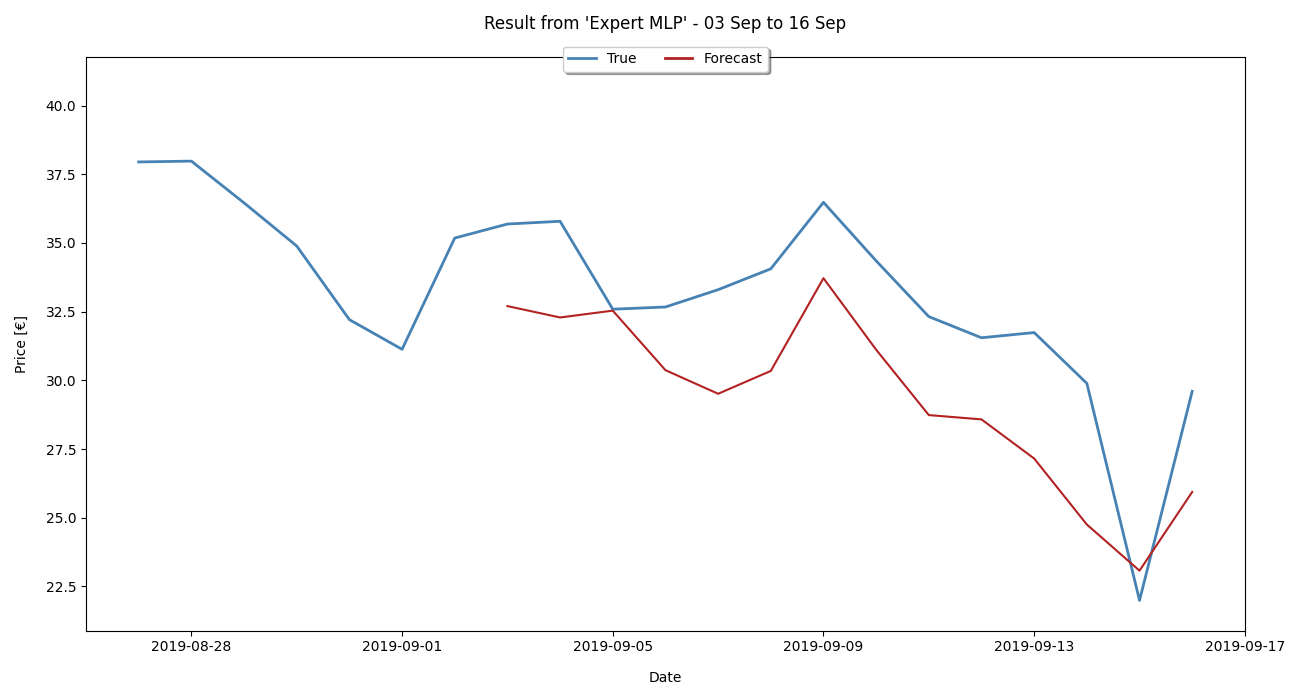 Result from 'Expert MLP' - 03 Sep to 16 Sep
True Forecast
40.0
37.5
35.0
32.5
30.0
27.5
25.0
22.5
Price [€]
2019-08-28 2019-09-01 2019-09-05 2019-09-09 2019-09-13 2019-09-17
Date